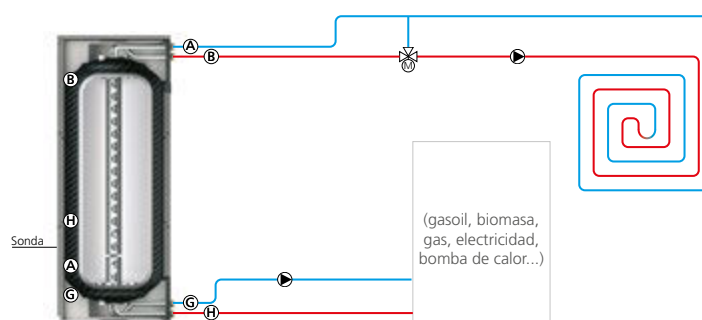 A
B
M
B
(gasoil, biomasa,
gas, electricidad,
bomba de calor...)
H
Sonda
A
G
G
H